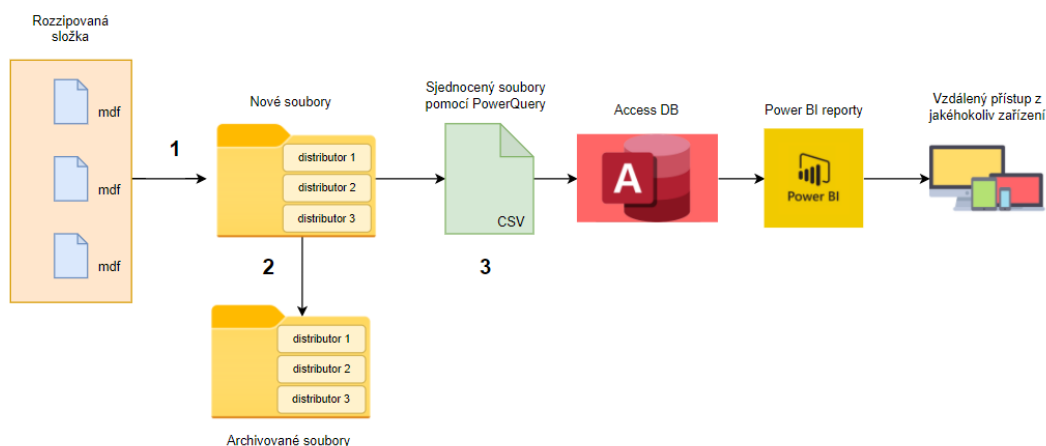 Rozzipovaná
složka
mdf
mdf
mdf
1
Nové soubory
distributor 1
distributor 2
distributor 3
2
distributor 1
distributor 2
distributor 3
Archivované soubory
Sjednocený soubory
pomocí PowerQuery
CSV
3
Access DB
A
Power BI reporty
Power BI
Vzdálený přístup z
jakéhokoliv zařízení